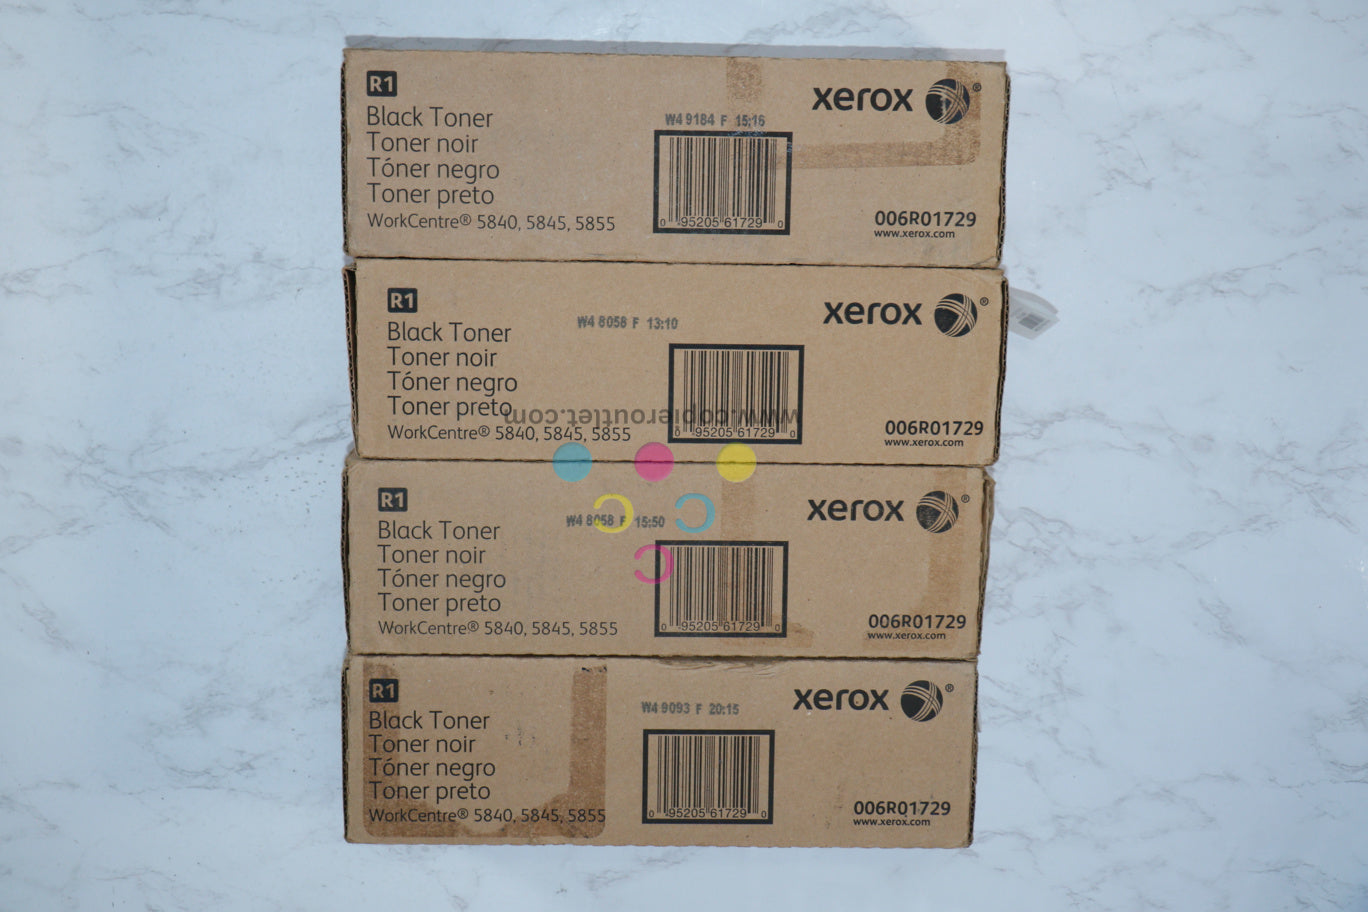 R1
Black Toner
Toner noir
Tóner negro
Toner preto
WorkCentre® 5840, 5845, 5855
W4 9184 F 15:16
0 95205 61729 0
xerox ®
006R01729
www.xerox.com
R1
Black Toner
Toner noir
Tóner negro
Toner preto
WorkCentre® 5840, 5845, 5855
W4 8058 F 13:10
0 95205 61729 0
xerox ®
006R01729
www.xerox.com
www.copieroutlet.com
R1
Black Toner
Toner noir
Tóner negro
Toner preto
WorkCentre® 5840, 5845, 5855
W4 8058 F 15:50
0 95205 61729 0
xerox ®
006R01729
www.xerox.com
R1
Black Toner
Toner noir
Tóner negro
Toner preto
WorkCentre® 5840, 5845, 5855
W4 9093 F 20:15
0 95205 61729 0
xerox ®
006R01729
www.xerox.com